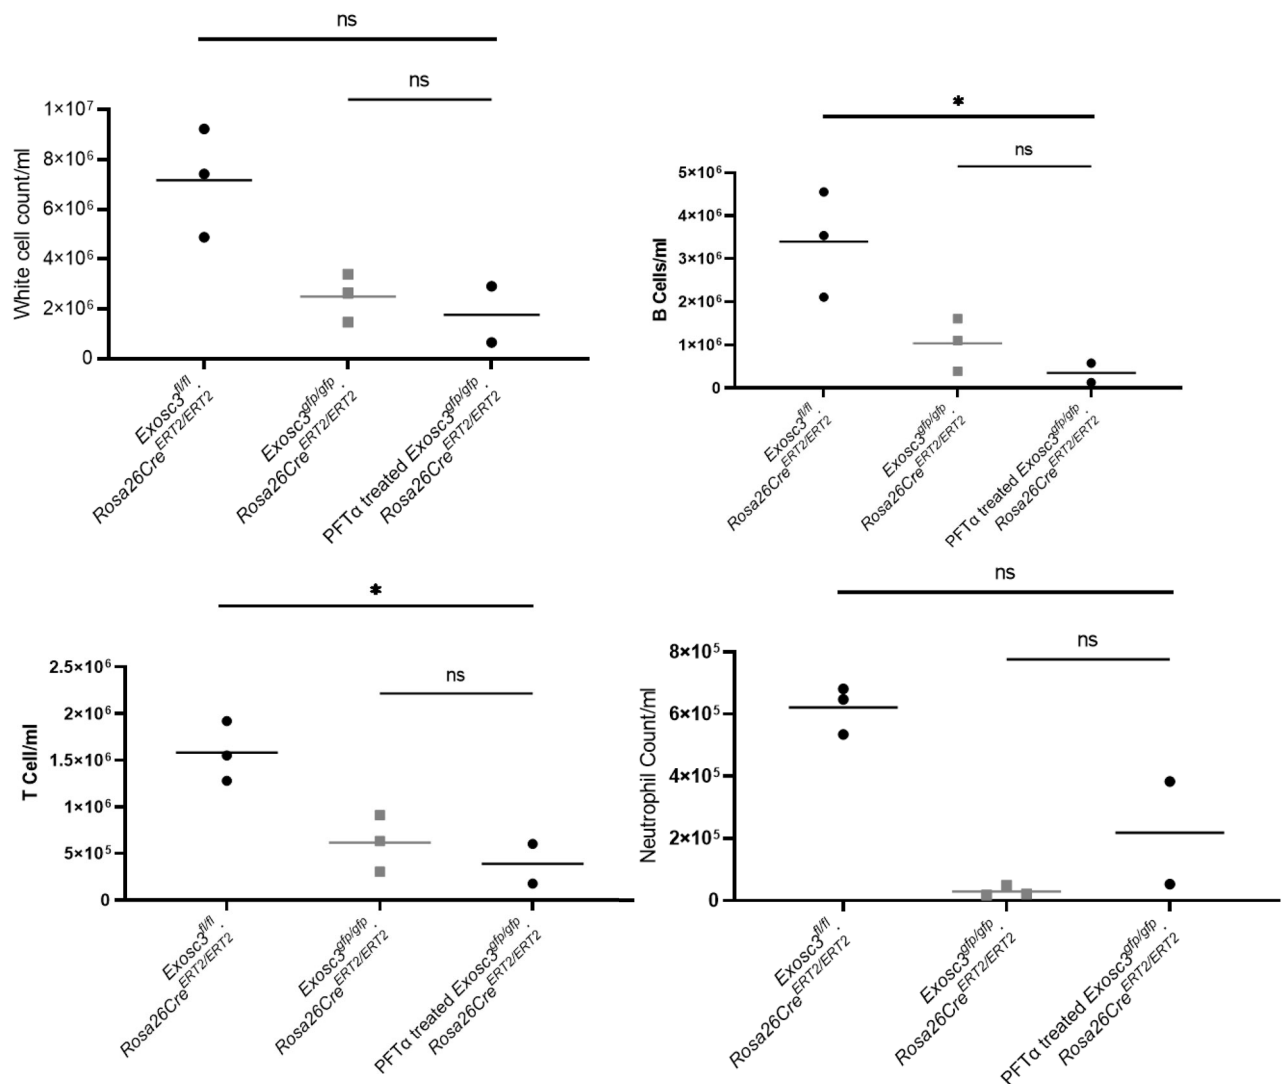 ns
ns
White cell count/ml
1×10⁷
8×10⁶
6×10⁶
4×10⁶
2×10⁶
0
Exosc3ᶠˡ/ᶠˡ.
Rosa26Creᴱᴿᵀ²/ᴱᴿᵀ²
Exosc3ᵍᶠᵖ/ᵍᶠᵖ.
Rosa26Creᴱᴿᵀ²/ᴱᴿᵀ²
PFTα treated Exosc3ᵍᶠᵖ/ᵍᶠᵖ.
Rosa26Creᴱᴿᵀ²/ᴱᴿᵀ²
*
ns
B Cells/ml
5×10⁶
4×10⁶
3×10⁶
2×10⁶
1×10⁶
0
Exosc3ᶠˡ/ᶠˡ.
Rosa26Creᴱᴿᵀ²/ᴱᴿᵀ²
Exosc3ᵍᶠᵖ/ᵍᶠᵖ.
Rosa26Creᴱᴿᵀ²/ᴱᴿᵀ²
PFTα treated Exosc3ᵍᶠᵖ/ᵍᶠᵖ.
Rosa26Creᴱᴿᵀ²/ᴱᴿᵀ²
*
ns
T Cell/ml
2.5×10⁶
2×10⁶
1.5×10⁶
1×10⁶
5×10⁵
0
Exosc3ᶠˡ/ᶠˡ.
Rosa26Creᴱᴿᵀ²/ᴱᴿᵀ²
Exosc3ᵍᶠᵖ/ᵍᶠᵖ.
Rosa26Creᴱᴿᵀ²/ᴱᴿᵀ²
PFTα treated Exosc3ᵍᶠᵖ/ᵍᶠᵖ.
Rosa26Creᴱᴿᵀ²/ᴱᴿᵀ²
ns
ns
Neutrophil Count/ml
8×10⁵
6×10⁵
4×10⁵
2×10⁵
0
Exosc3ᶠˡ/ᶠˡ.
Rosa26Creᴱᴿᵀ²/ᴱᴿᵀ²
Exosc3ᵍᶠᵖ/ᵍᶠᵖ.
Rosa26Creᴱᴿᵀ²/ᴱᴿᵀ²
PFTα treated Exosc3ᵍᶠᵖ/ᵍᶠᵖ.
Rosa26Creᴱᴿᵀ²/ᴱᴿᵀ²